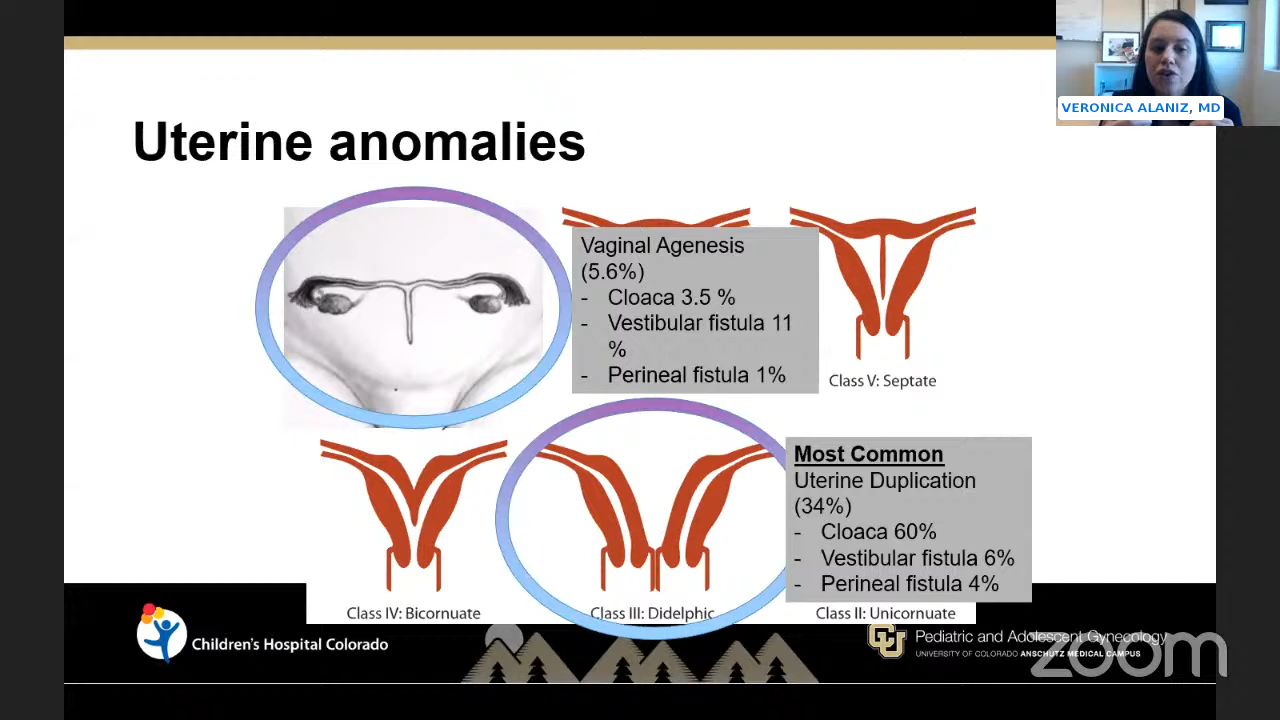 VERONICA ALANIZ, MD
Uterine anomalies
Vaginal Agenesis
(5.6%)
- Cloaca 3.5 %
- Vestibular fistula 11
%
- Perineal fistula 1%
Class V: Septate
Most Common
Uterine Duplication
(34%)
- Cloaca 60%
- Vestibular fistula 6%
- Perineal fistula 4%
Class IV: Bicornuate
Class III: Didelphic
Class II: Unicornuate
Children's Hospital Colorado
CU
Pediatric and Adolescent Gynecology
UNIVERSITY OF COLORADO ANSCHUTZ MEDICAL CAMPUS
zoom